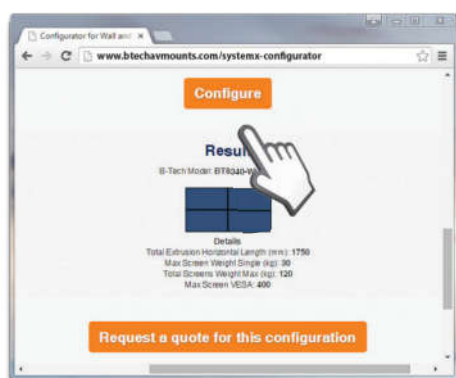 Configurator for Wall and
www.btechavmounts.com/systemx-configurator
Configure
Resul
B-Tech Model: BT8340-W
Details
Total Extrusion Horizontal Length (mm): 1750
Max Screen Weight Single (kg): 30
Total Screens Weight Max (kg): 120
Max Screen VESA: 400
Request a quote for this configuration